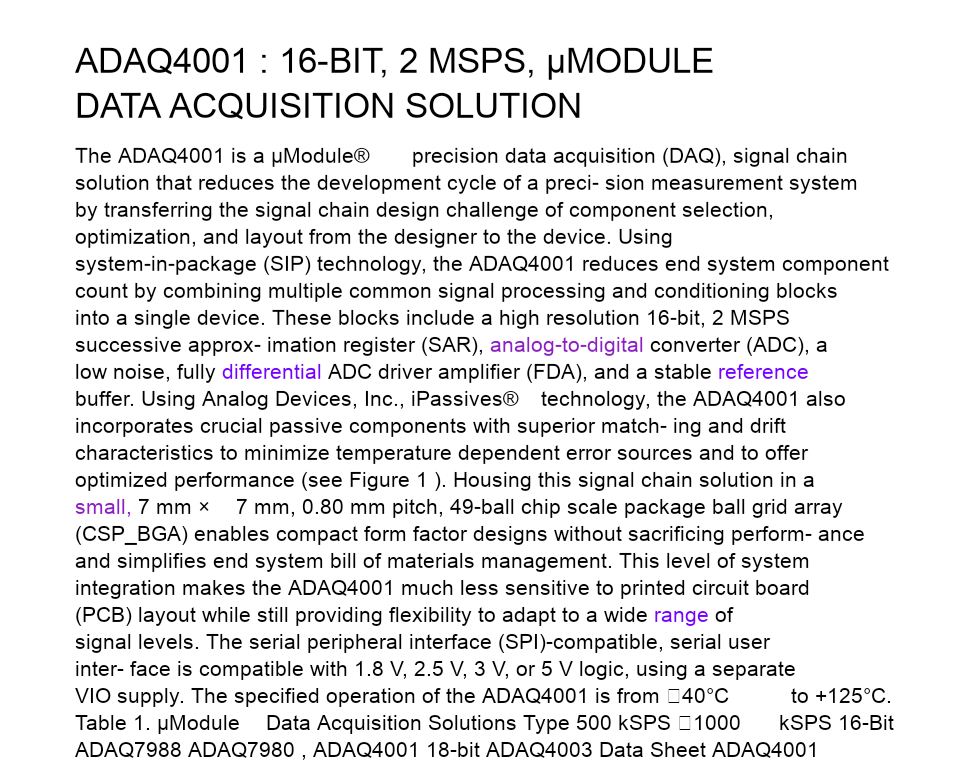 ADAQ4001 : 16-BIT, 2 MSPS, μMODULE
DATA ACQUISITION SOLUTION
The ADAQ4001 is a μModule® precision data acquisition (DAQ), signal chain
solution that reduces the development cycle of a preci- sion measurement system
by transferring the signal chain design challenge of component selection,
optimization, and layout from the designer to the device. Using
system-in-package (SIP) technology, the ADAQ4001 reduces end system component
count by combining multiple common signal processing and conditioning blocks
into a single device. These blocks include a high resolution 16-bit, 2 MSPS
successive approx- imation register (SAR), analog-to-digital converter (ADC), a
low noise, fully differential ADC driver amplifier (FDA), and a stable reference
buffer. Using Analog Devices, Inc., iPassives® technology, the ADAQ4001 also
incorporates crucial passive components with superior match- ing and drift
characteristics to minimize temperature dependent error sources and to offer
optimized performance (see Figure 1 ). Housing this signal chain solution in a
small, 7 mm × 7 mm, 0.80 mm pitch, 49-ball chip scale package ball grid array
(CSP_BGA) enables compact form factor designs without sacrificing perform- ance
and simplifies end system bill of materials management. This level of system
integration makes the ADAQ4001 much less sensitive to printed circuit board
(PCB) layout while still providing flexibility to adapt to a wide range of
signal levels. The serial peripheral interface (SPI)-compatible, serial user
inter- face is compatible with 1.8 V, 2.5 V, 3 V, or 5 V logic, using a separate
VIO supply. The specified operation of the ADAQ4001 is from □40°C to +125°C.
Table 1. μModule Data Acquisition Solutions Type 500 kSPS □1000 kSPS 16-Bit
ADAQ7988 ADAQ7980 , ADAQ4001 18-bit ADAQ4003 Data Sheet ADAQ4001